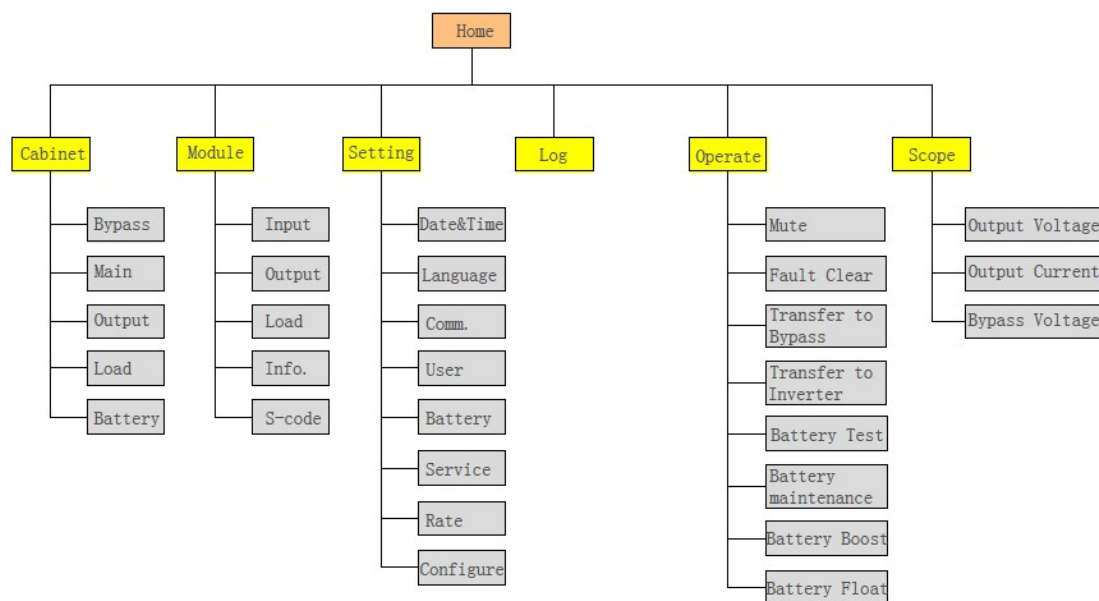 Home
Cabinet
Module
Setting
Log
Operate
Scope
Bypass
Main
Output
Load
Battery
Input
Output
Load
Info.
S-code
Date&Time
Language
Comm.
User
Battery
Service
Rate
Configure
Mute
Fault Clear
Transfer to
Bypass
Transfer to
Inverter
Battery Test
Battery
maintenance
Battery Boost
Battery Float
Output Voltage
Output Current
Bypass Voltage